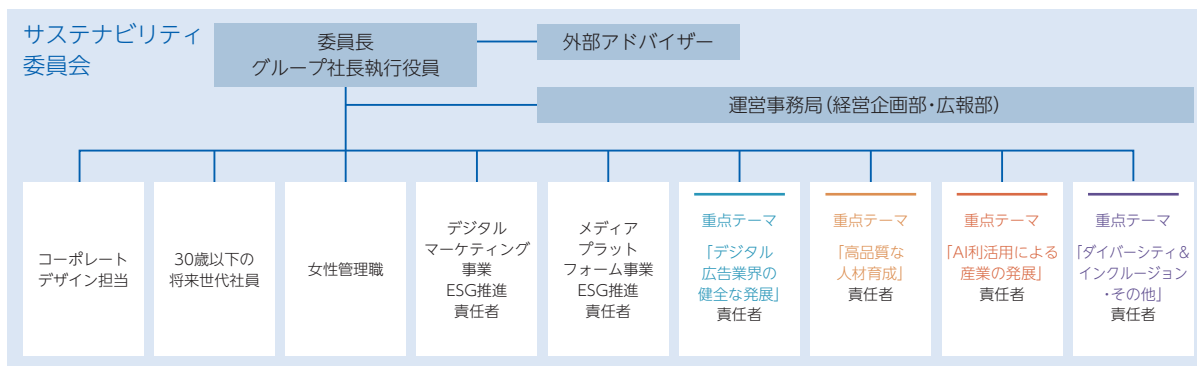 サステナビリティ
委員会
委員長
グループ社長執行役員
外部アドバイザー
運営事務局（経営企画部・広報部）
コーポレート
デザイン担当
30歳以下の
将来世代社員
女性管理職
デジタル
マーケティング
事業
ESG推進
責任者
メディア
プラット
フォーム事業
ESG推進
責任者
重点テーマ
「デジタル
広告業界の
健全な発展」
責任者
重点テーマ
「高品質な
人材育成」
責任者
重点テーマ
「AI利活用による
産業の発展」
責任者
重点テーマ
「ダイバーシティ＆
インクルージョン
・その他」
責任者